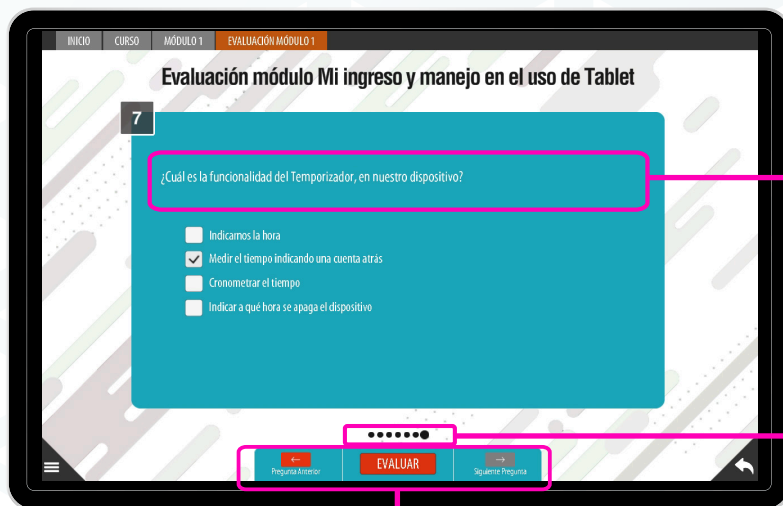 INICIO
CURSO
MÓDULO 1
EVALUACIÓN MÓDULO 1
Evaluación módulo Mi ingreso y manejo en el uso de Tablet
7
¿Cuál es la funcionalidad del Temporizador, en nuestro dispositivo?
Indicarnos la hora
Medir el tiempo indicando una cuenta atrás
Cronometrar el tiempo
Indicar a qué hora se apaga el dispositivo
Pregunta Anterior
EVALUAR
Siguiente Pregunta